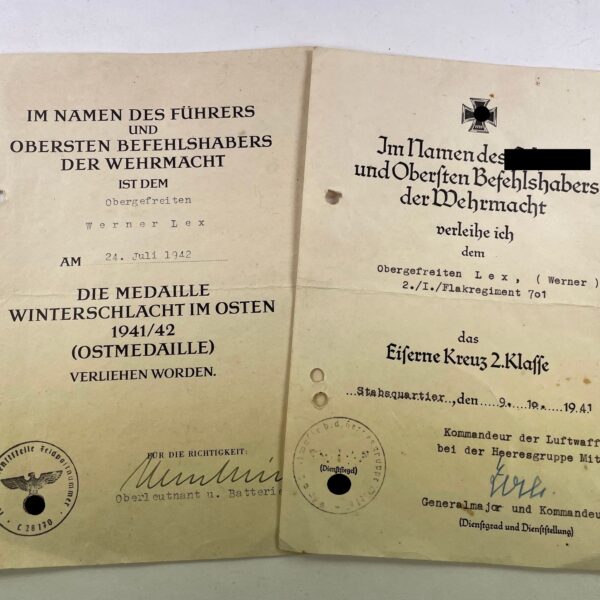 IM NAMEN DES FÜHRERS
UND
OBERSTEN BEFEHLSHABERS
DER WEHRMACHT
IST DEM
Obergefreiten
Werner Lex
AM 24. Juli 1942
DIE MEDAILLE
WINTERSCHLACHT IM OSTEN
1941/42
(OSTMEDAILLE)
VERLIEHEN WORDEN.
FÜR DIE RICHTIGKEIT:
Oberleutnant u. Batteri
Feldpostnummer
L 28170
Im Namen des
und Obersten Befehlshabers
der Wehrmacht
verleihe ich
dem
Obergefreiten Lex, (Werner)
2./I./Flakregiment 701
das
Eiserne Kreuz 2.Klasse
Stabsquartier, den 9. 10. 1941
Kommandeur der Luftwaff
bei der Heeresgruppe Mit
(Dienstsiegel)
Generalmajor und Kommandeu
(Dienstgrad und Dienststellung)